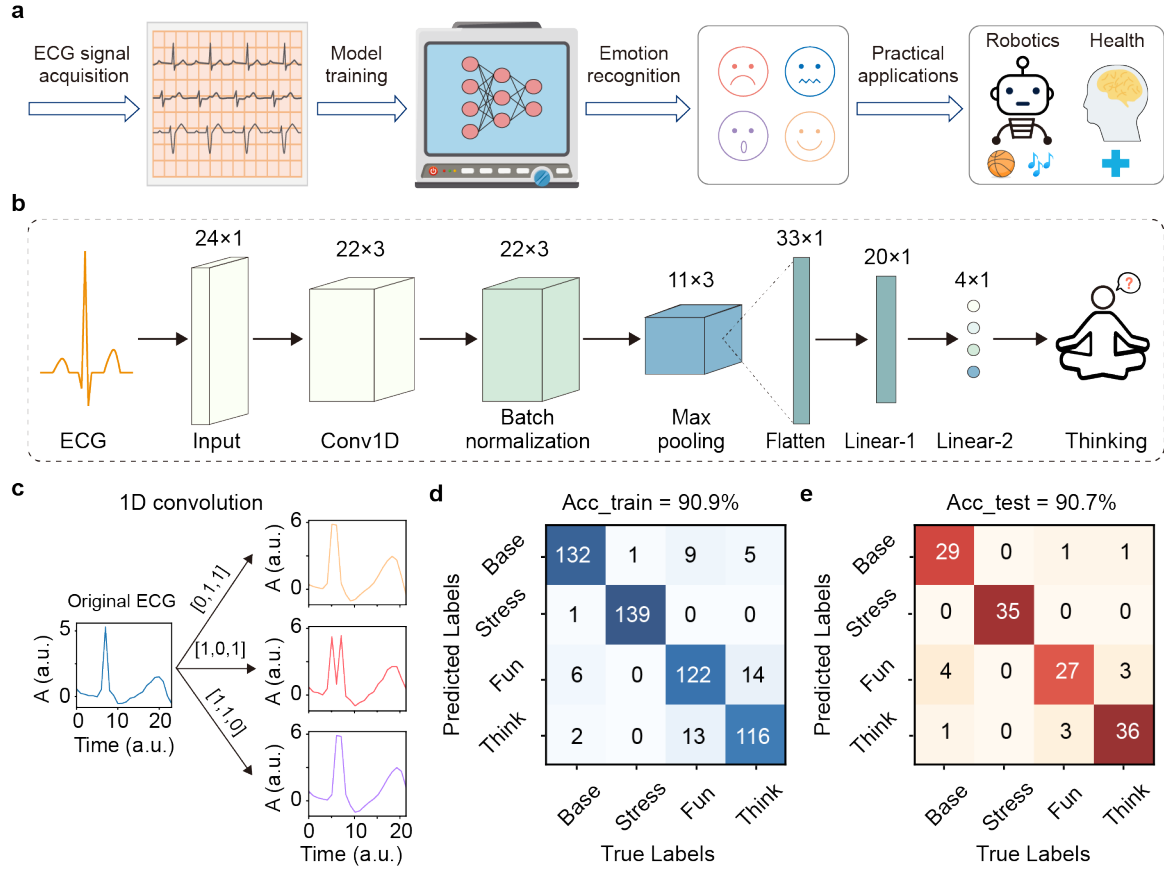 a
ECG signal
acquisition
Model
training
Emotion
recognition
Practical
applications
Robotics
Health
b
24×1
22×3
22×3
11×3
33×1
20×1
4×1
?
ECG
Input
Conv1D
Batch
normalization
Max
pooling
Flatten
Linear-1
Linear-2
Thinking
c
1D convolution
Original ECG
A (a.u.)
5
0
0 10 20
Time (a.u.)
[0,1,1]
[1,0,1]
[1,1,0]
A (a.u.)
6
0
A (a.u.)
6
0
A (a.u.)
6
0
0 10 20
Time (a.u.)
d
Acc_train = 90.9%
Predicted Labels
Base 132 1 9 5
Stress 1 139 0 0
Fun 6 0 122 14
Think 2 0 13 116
Base Stress Fun Think
True Labels
e
Acc_test = 90.7%
Predicted Labels
Base 29 0 1 1
Stress 0 35 0 0
Fun 4 0 27 3
Think 1 0 3 36
Base Stress Fun Think
True Labels